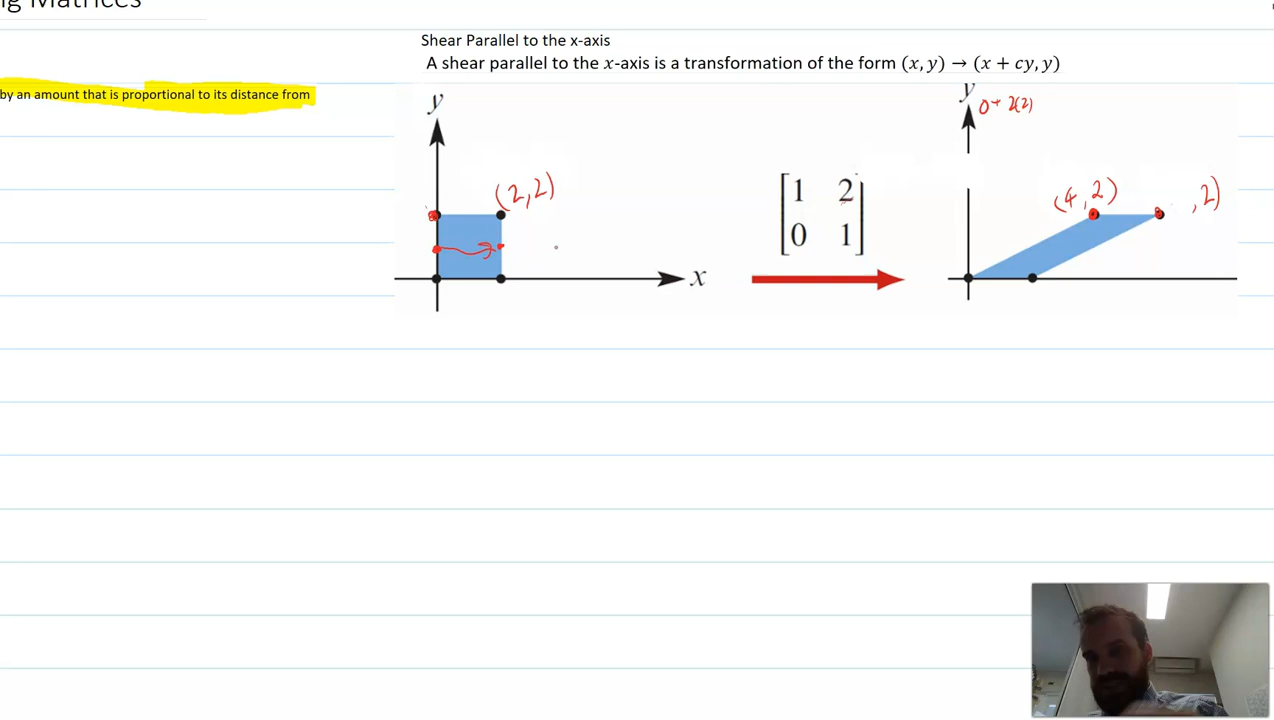 ng Matrices
Shear Parallel to the x-axis
A shear parallel to the x-axis is a transformation of the form (x, y) → (x + cy, y)
by an amount that is proportional to its distance from
y
y
0+ 2(2)
(2,2)
[1 2
0 1]
(4,2)
,2)
x